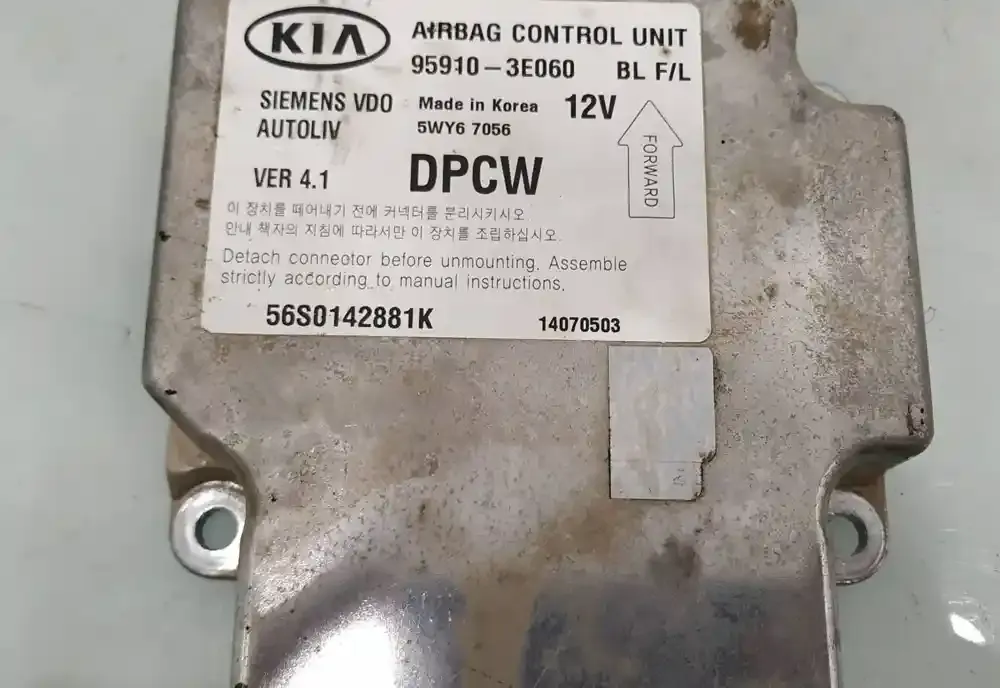 KIA AIRBAG CONTROL UNIT
95910-3E060 BL F/L
SIEMENS VDO Made in Korea 12V
AUTOLIV 5WY6 7056
FORWARD
VER 4.1 DPCW
이 장치를 떼어내기 전에 커넥터를 분리시키시오
안내 책자의 지침에 따라서만 이 장치를 조립하십시오.
Detach connector before unmounting. Assemble
strictly according to manual instructions.
56S0142881K 14070503